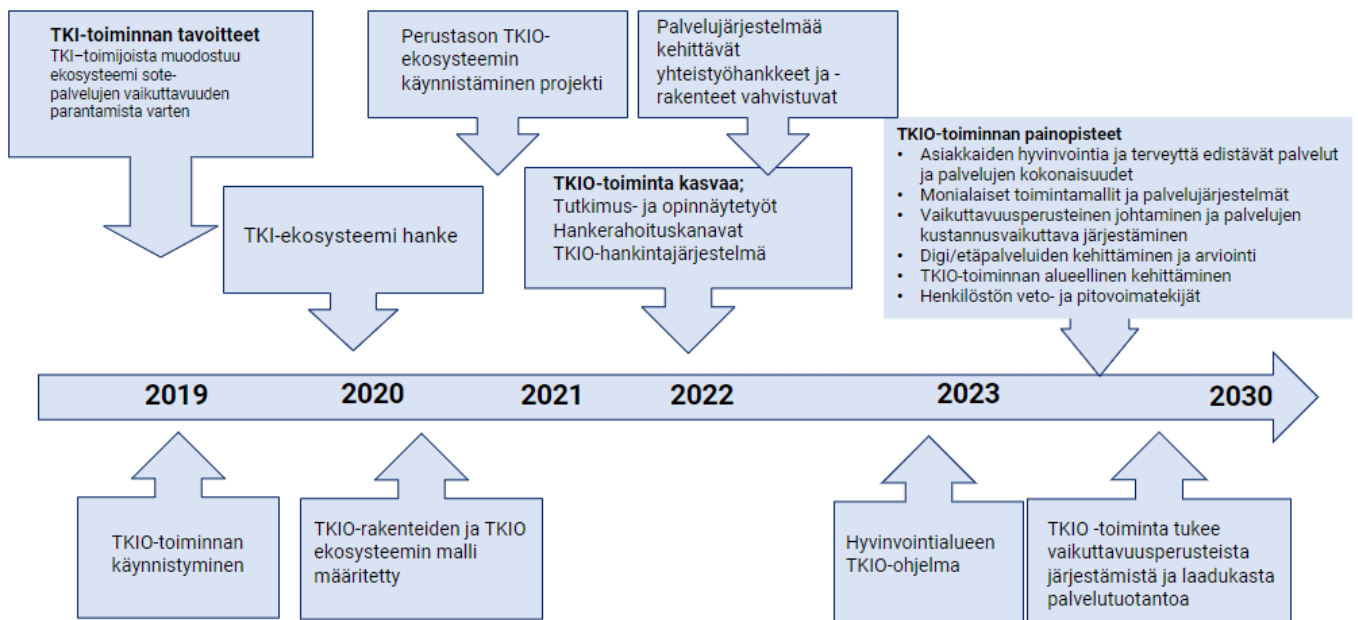 TKI-toiminnan tavoitteet
TKI–toimijoista muodostuu
ekosysteemi sote-
palvelujen vaikuttavuuden
parantamista varten
Perustason TKIO-
ekosysteemin
käynnistäminen projekti
Palvelujärjestelmää
kehittävät
yhteistyöhankkeet ja -
rakenteet vahvistuvat
TKI-ekosysteemi hanke
TKIO-toiminta kasvaa;
Tutkimus- ja opinnäytetyöt
Hankerahoituskanavat
TKIO-hankintajärjestelmä
TKIO-toiminnan painopisteet
• Asiakkaiden hyvinvointia ja terveyttä edistävät palvelut
ja palvelujen kokonaisuudet
• Monialaiset toimintamallit ja palvelujärjestelmät
• Vaikuttavuusperusteinen johtaminen ja palvelujen
kustannusvaikuttava järjestäminen
• Digi/etäpalveluiden kehittäminen ja arviointi
• TKIO-toiminnan alueellinen kehittäminen
• Henkilöstön veto- ja pitovoimatekijät
2019 2020 2021 2022 2023 2030
TKIO-toiminnan
käynnistyminen
TKIO-rakenteiden ja TKIO
ekosysteemin malli
määritetty
Hyvinvointialueen
TKIO-ohjelma
TKIO -toiminta tukee
vaikuttavuusperusteista
järjestämistä ja laadukasta
palvelutuotantoa